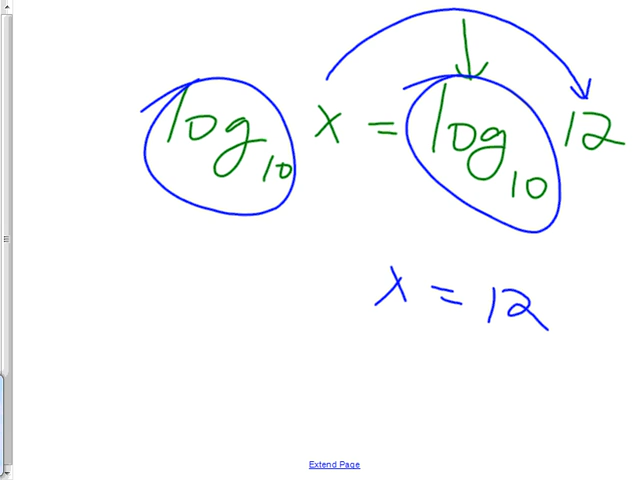 log₁₀ x = log₁₀ 12
x = 12
Extend Page